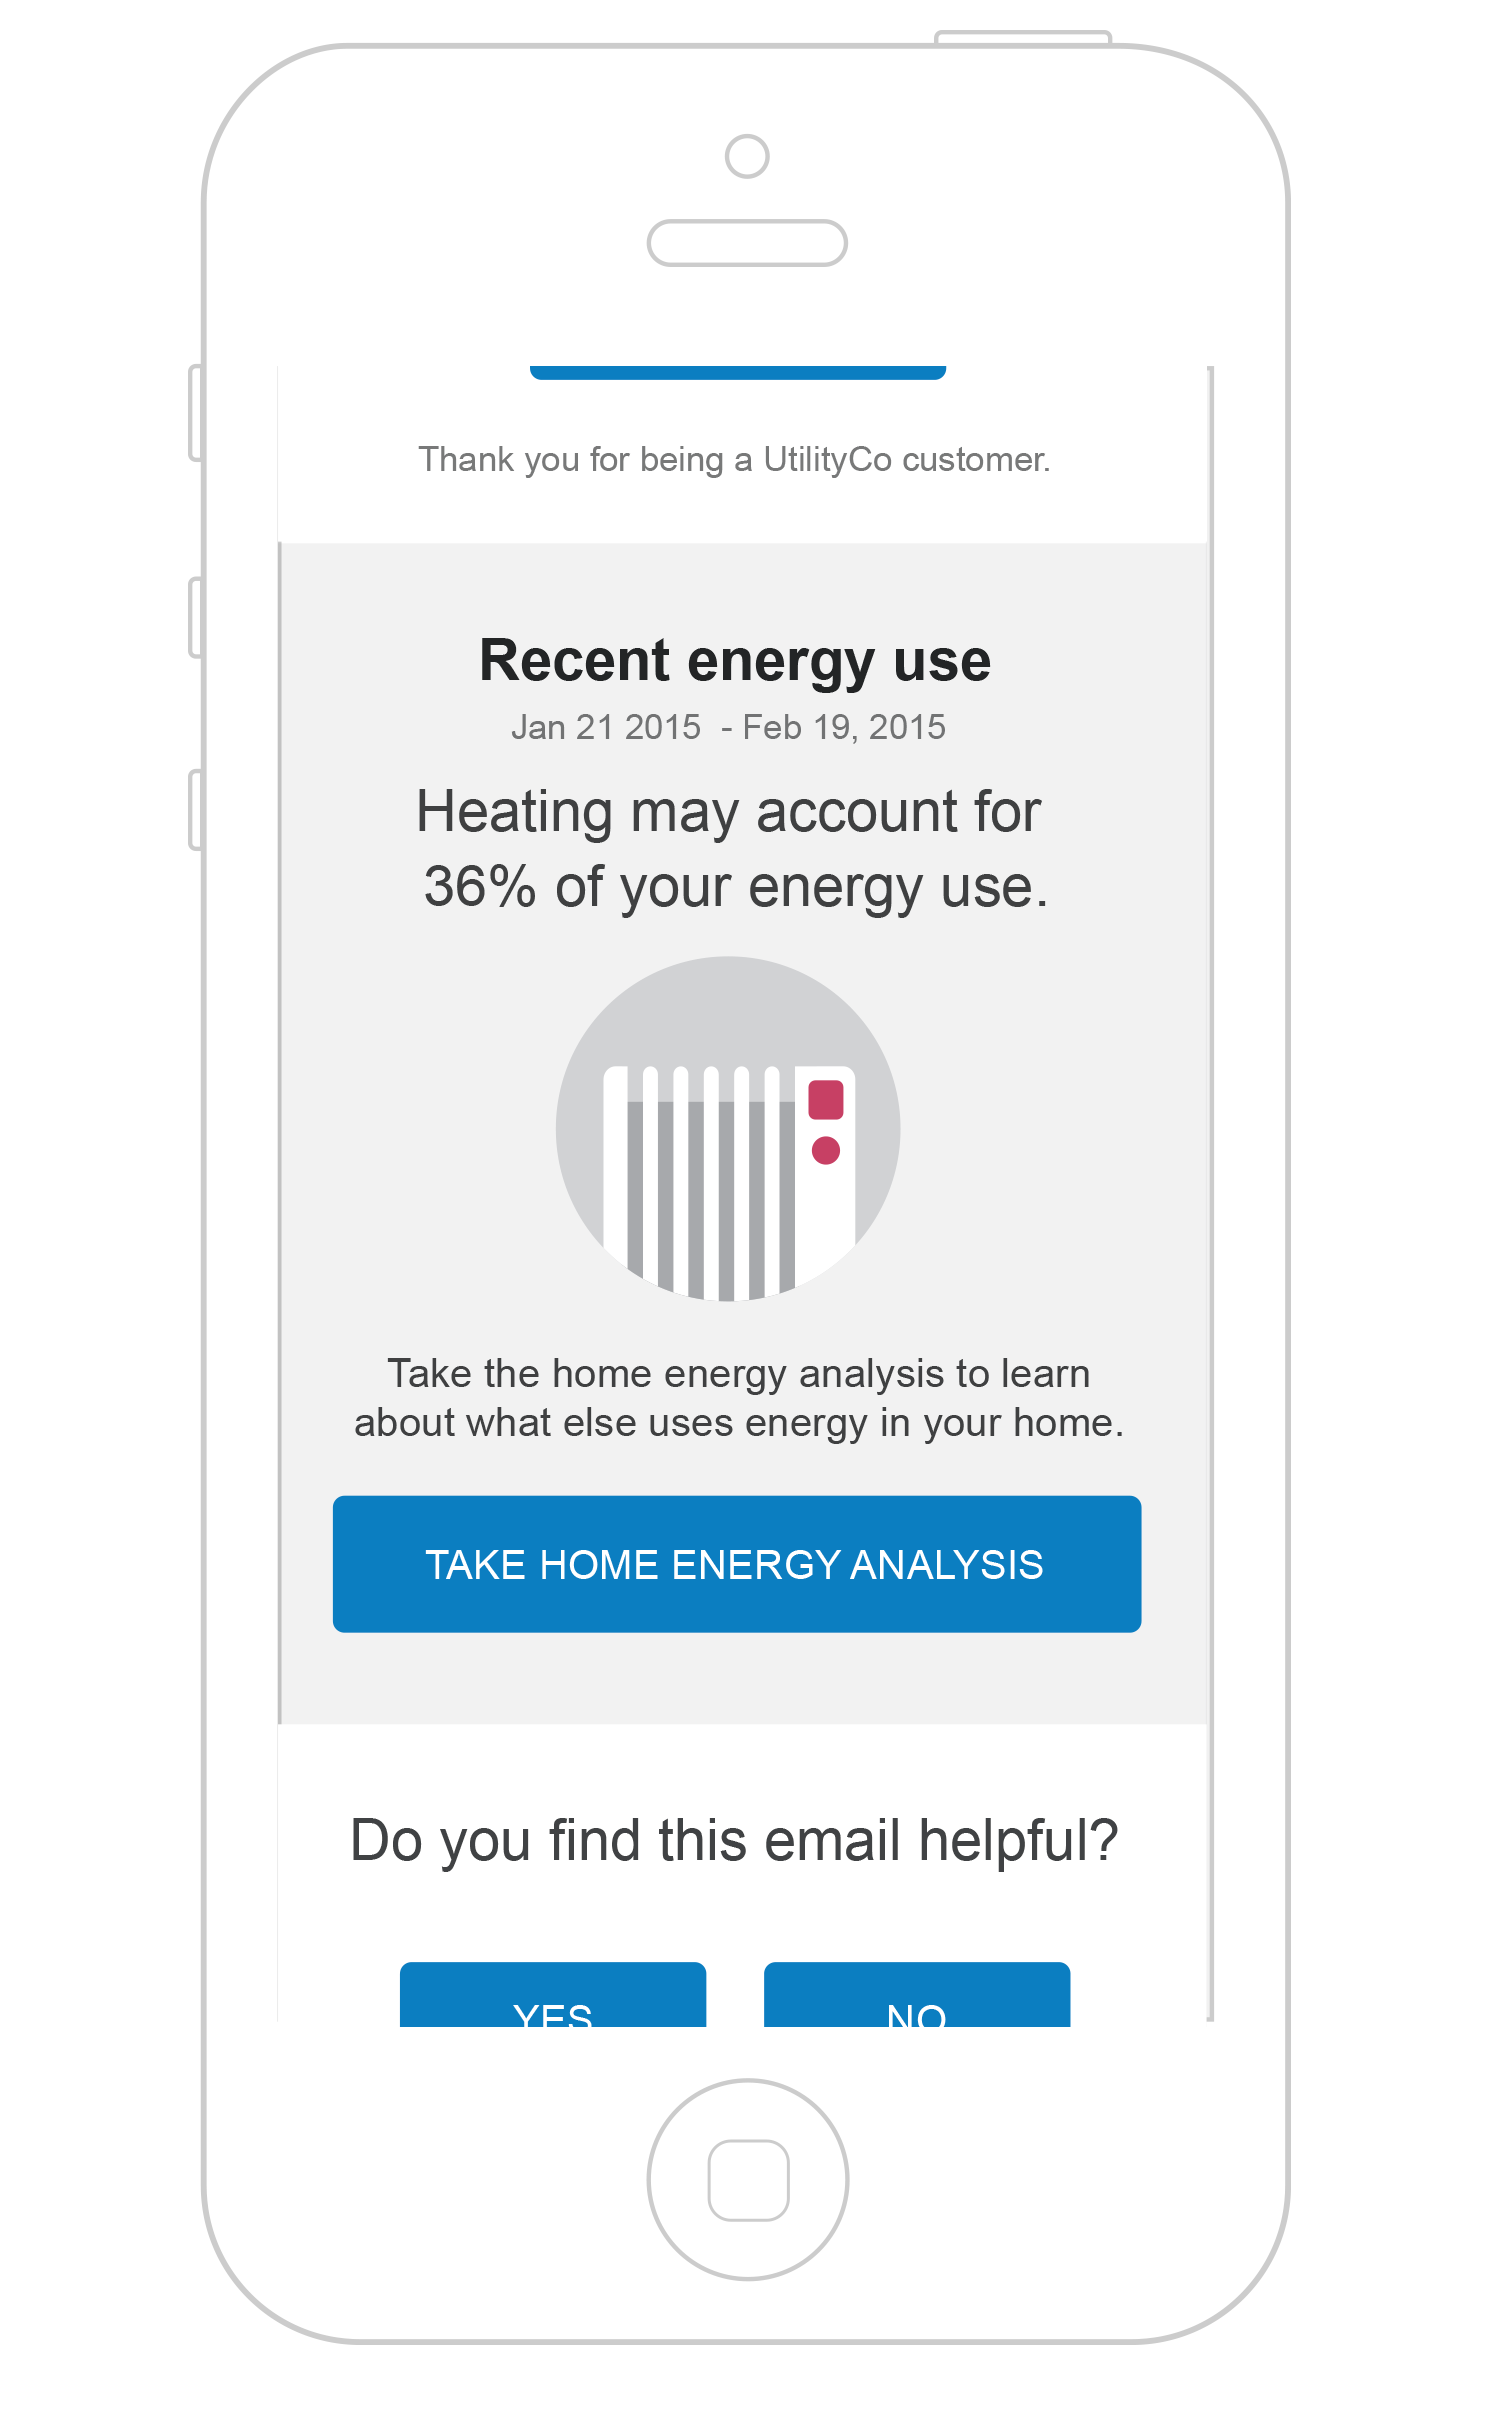 Thank you for being a UtilityCo customer.
Recent energy use
Jan 21 2015  - Feb 19, 2015
Heating may account for
36% of your energy use.
Take the home energy analysis to learn
about what else uses energy in your home.
TAKE HOME ENERGY ANALYSIS
Do you find this email helpful?
YES NO